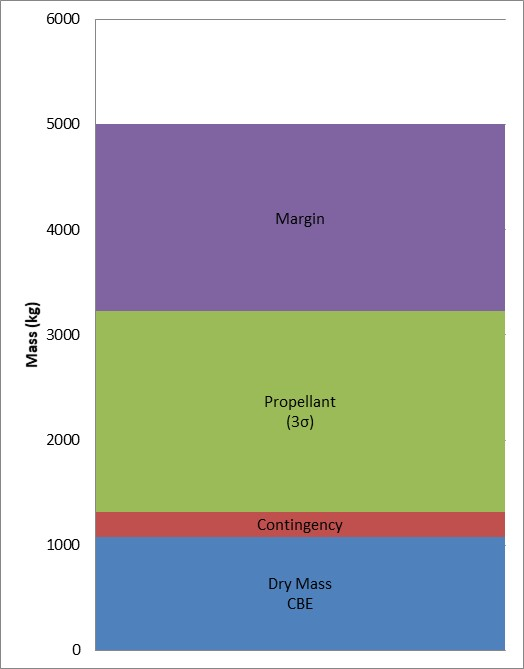 6000
5000
4000
3000
2000
1000
0
Mass (kg)
Margin
Propellant
(3σ)
Contingency
Dry Mass
CBE